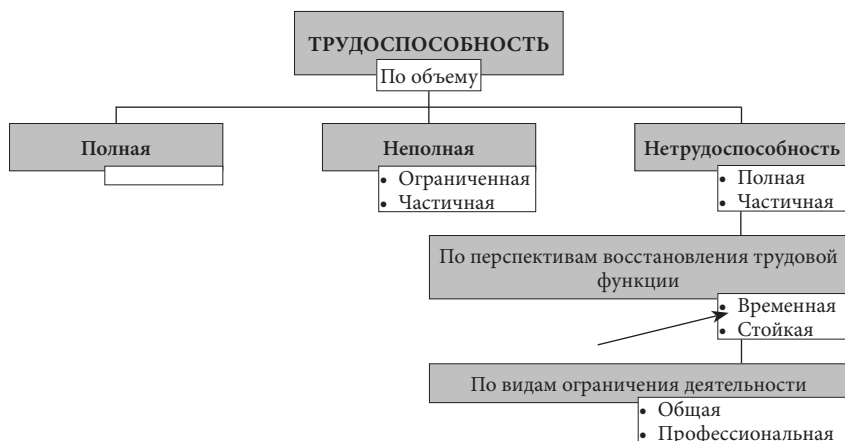 ТРУДОСПОСОБНОСТЬ
По объему
Полная
Неполная
• Ограниченная
• Частичная
Нетрудоспособность
• Полная
• Частичная
По перспективам восстановления трудовой
функции
• Временная
• Стойкая
По видам ограничения деятельности
• Общая
• Профессиональная